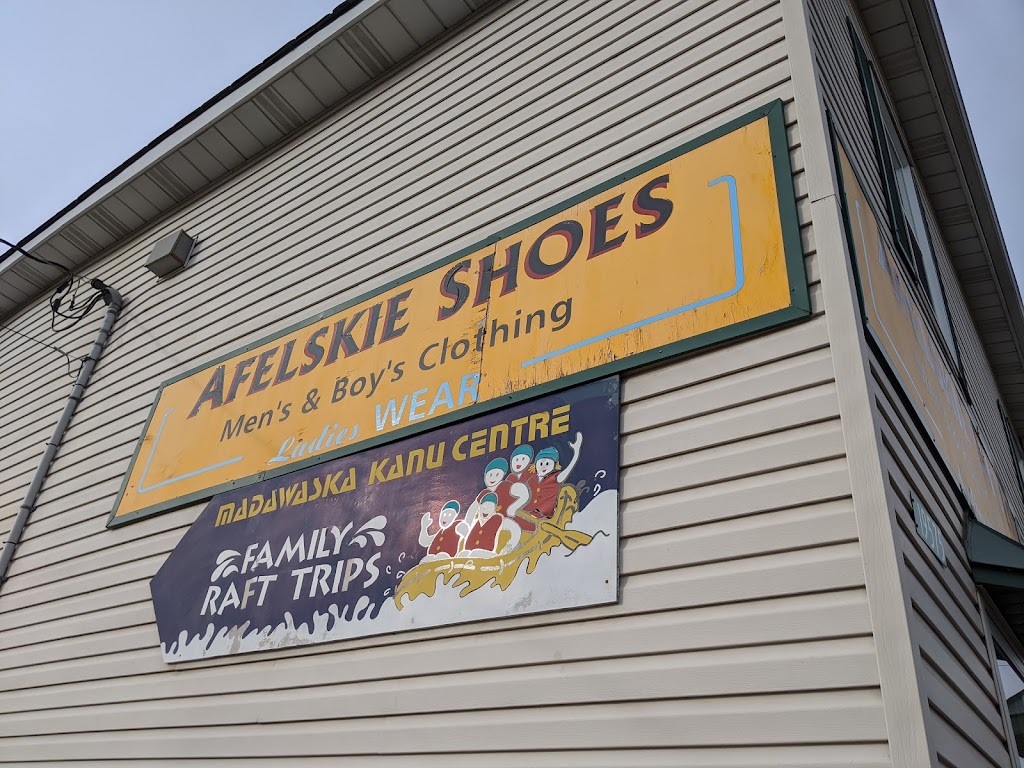 AFELSKIE SHOES
Men's & Boy's Clothing
Ladies WEAR
MADAWASKA KANU CENTRE
FAMILY
RAFT TRIPS